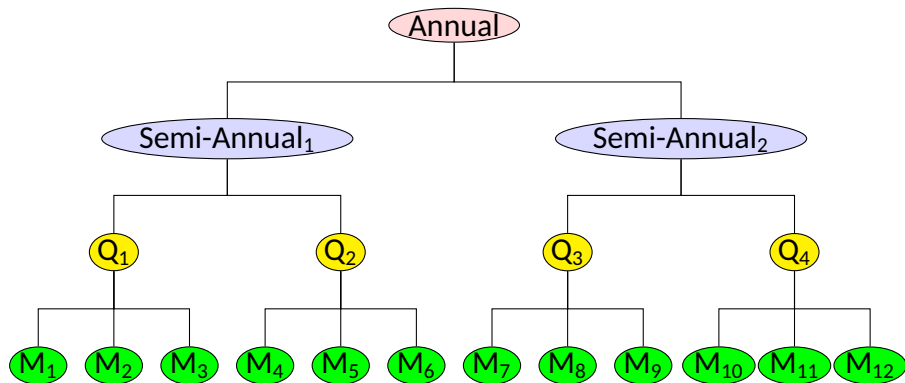 Annual
Semi-Annual₁ Semi-Annual₂
Q₁ Q₂ Q₃ Q₄
M₁ M₂ M₃ M₄ M₅ M₆ M₇ M₈ M₉ M₁₀ M₁₁ M₁₂